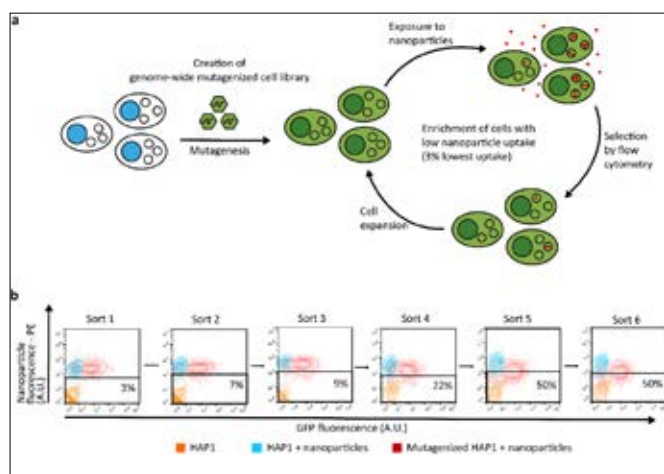 a
Creation of
genome-wide mutagenized cell library
Mutagenesis
Exposure to
nanoparticles
Enrichment of cells with
low nanoparticle uptake
(3% lowest uptake)
Selection
by flow
cytometry
Cell
expansion
b
Sort 1
Sort 2
Sort 3
Sort 4
Sort 5
Sort 6
Nanoparticle
fluorescence - PE
(A.U.)
3%
7%
9%
22%
50%
50%
GFP fluorescence (A.U.)
HAP1
HAP1 + nanoparticles
Mutagenized HAP1 + nanoparticles